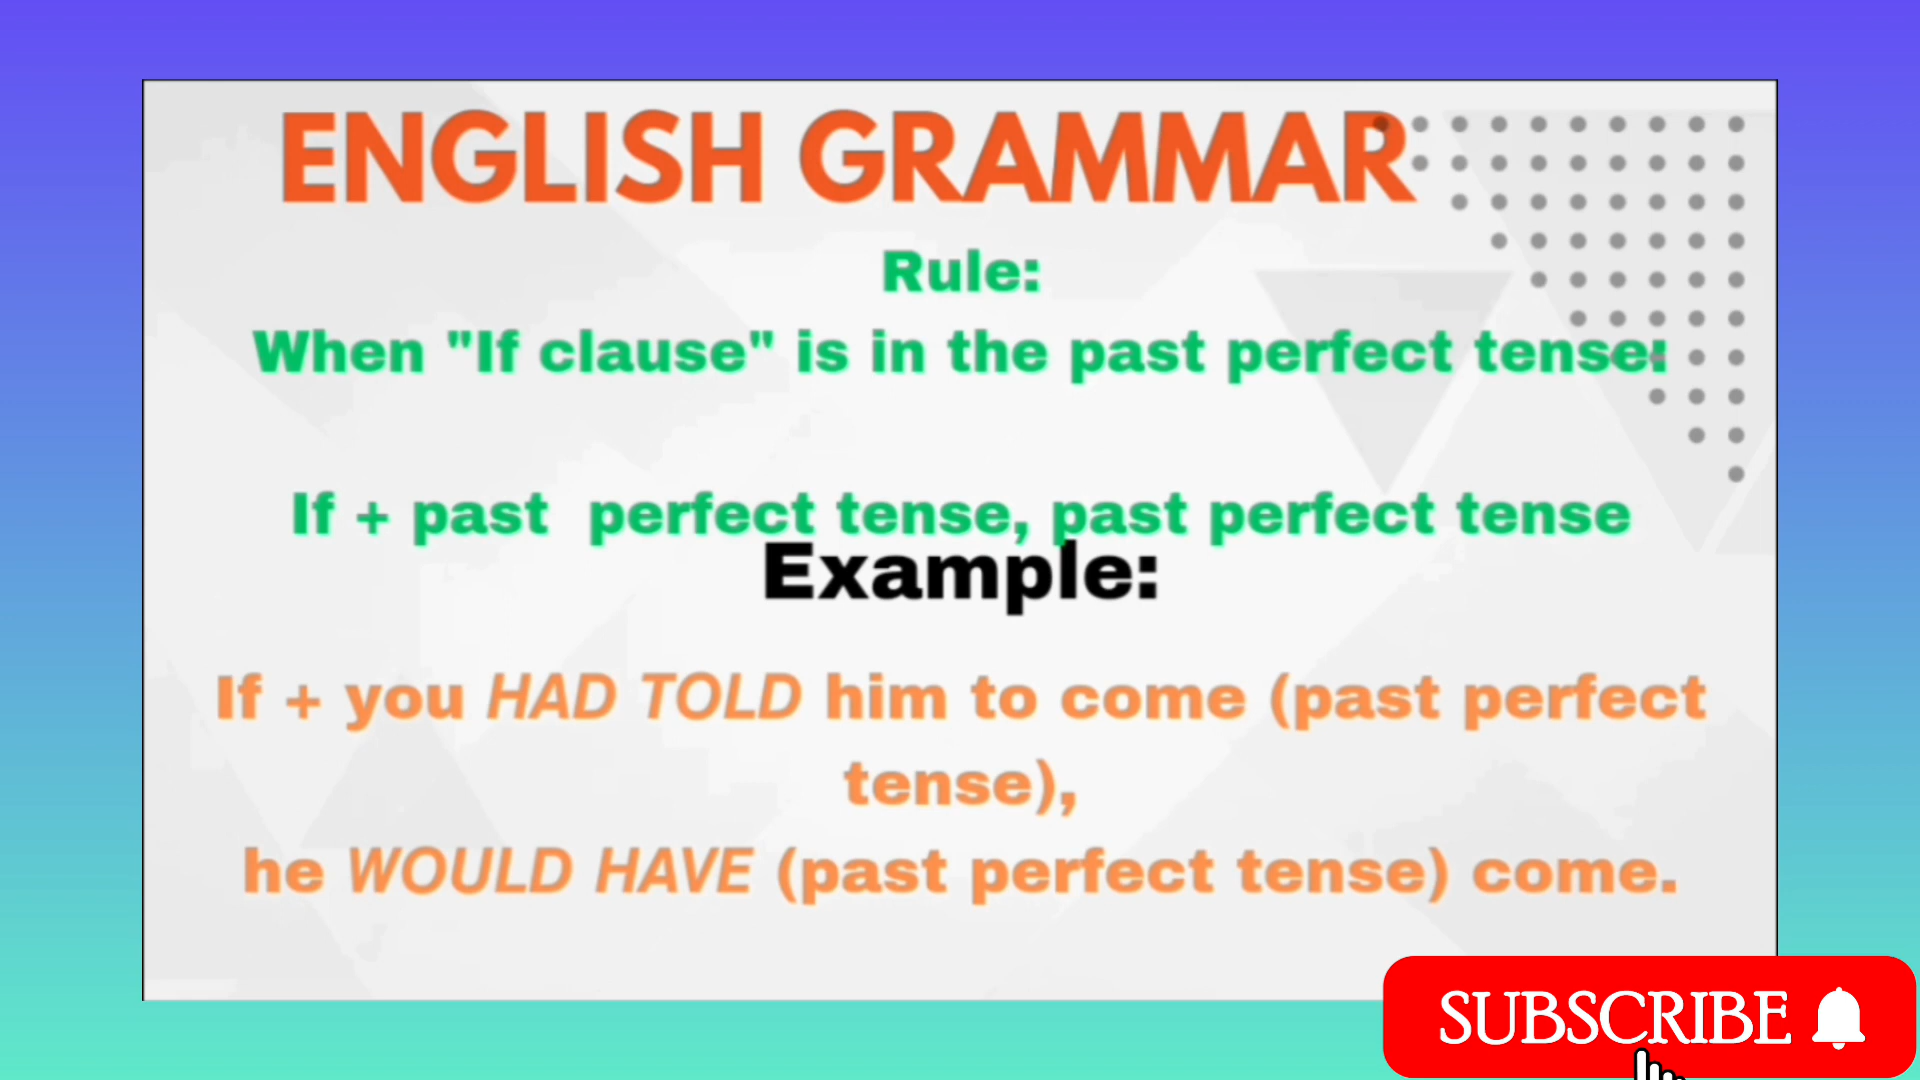 ENGLISH GRAMMAR
Rule:
When "If clause" is in the past perfect tense:
If + past perfect tense, past perfect tense
Example:
If + you HAD TOLD him to come (past perfect
tense),
he WOULD HAVE (past perfect tense) come.
SUBSCRIBE